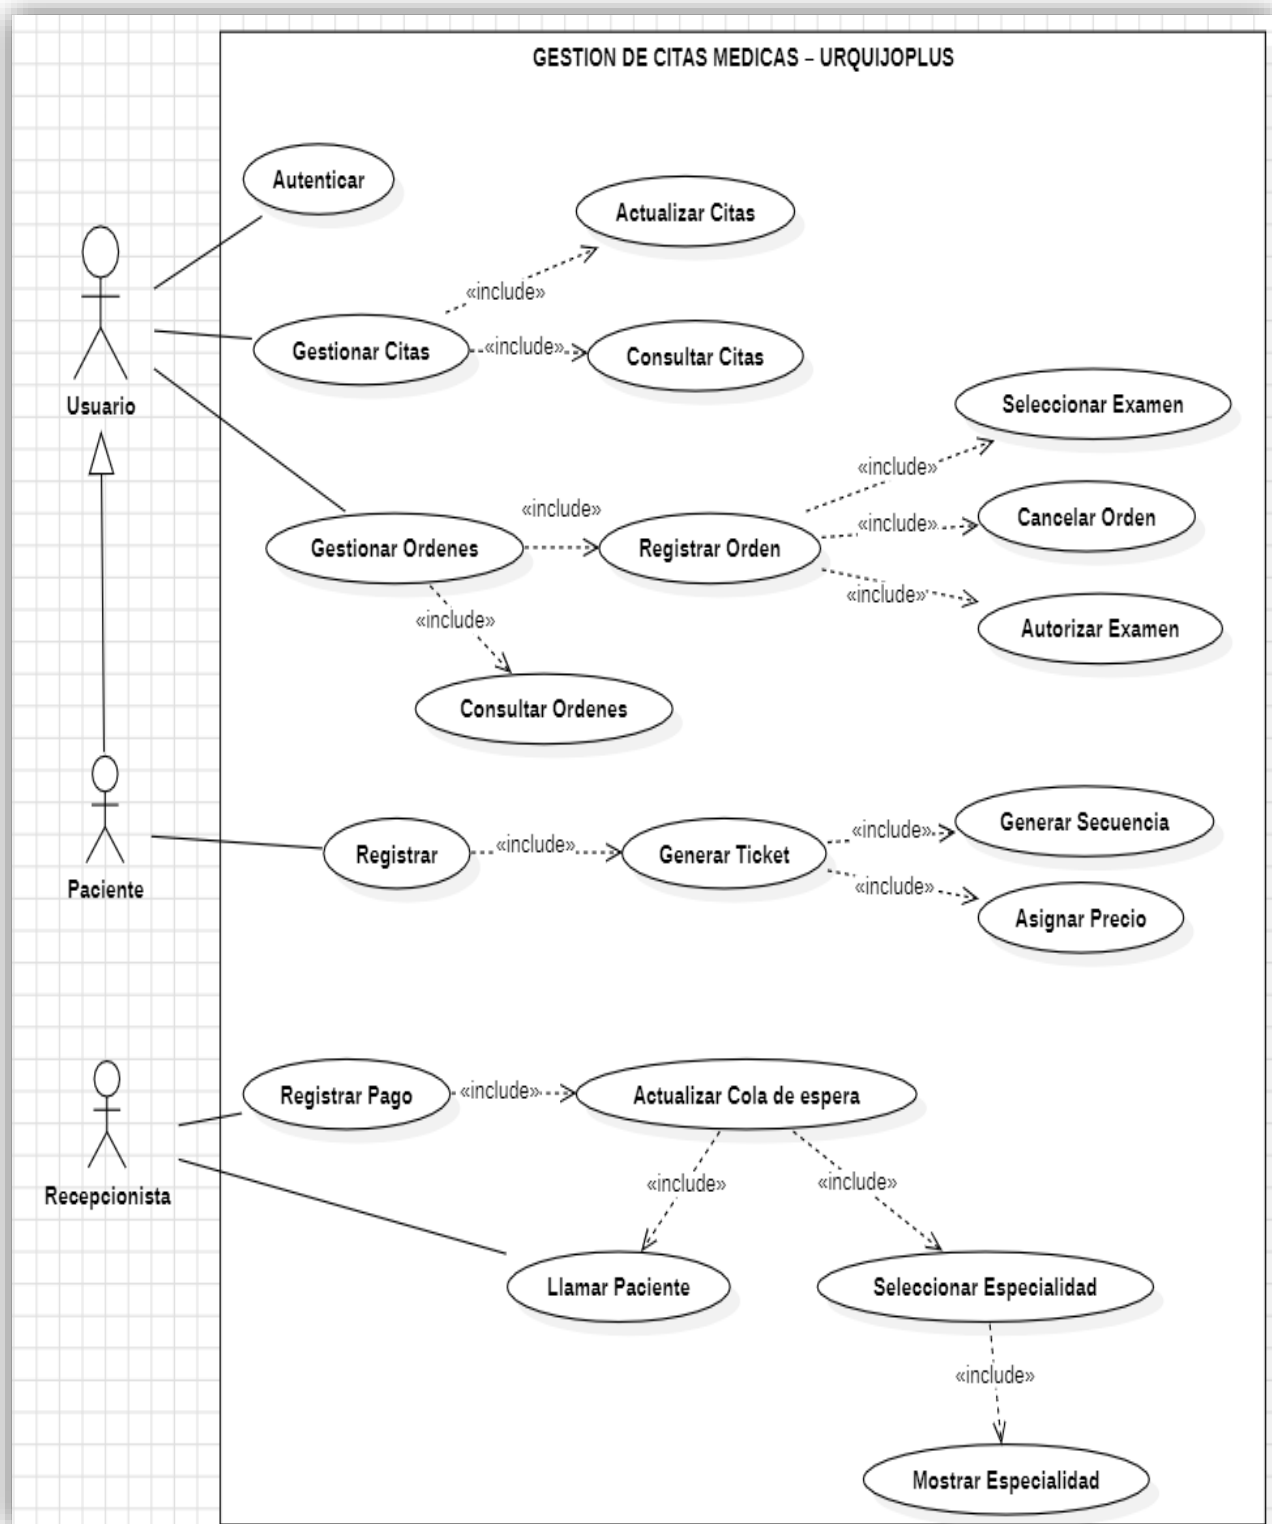 GESTION DE CITAS MEDICAS – URQUIJOPLUS
Autenticar
Actualizar Citas
«include»
Gestionar Citas
«include»
Consultar Citas
Usuario
Seleccionar Examen
«include»
Gestionar Ordenes
«include»
Registrar Orden
«include»
Cancelar Orden
«include»
Autorizar Examen
«include»
Consultar Ordenes
Paciente
Registrar
«include»
Generar Ticket
«include»
Generar Secuencia
«include»
Asignar Precio
Recepcionista
Registrar Pago
«include»
Actualizar Cola de espera
«include»
«include»
Llamar Paciente
Seleccionar Especialidad
«include»
Mostrar Especialidad